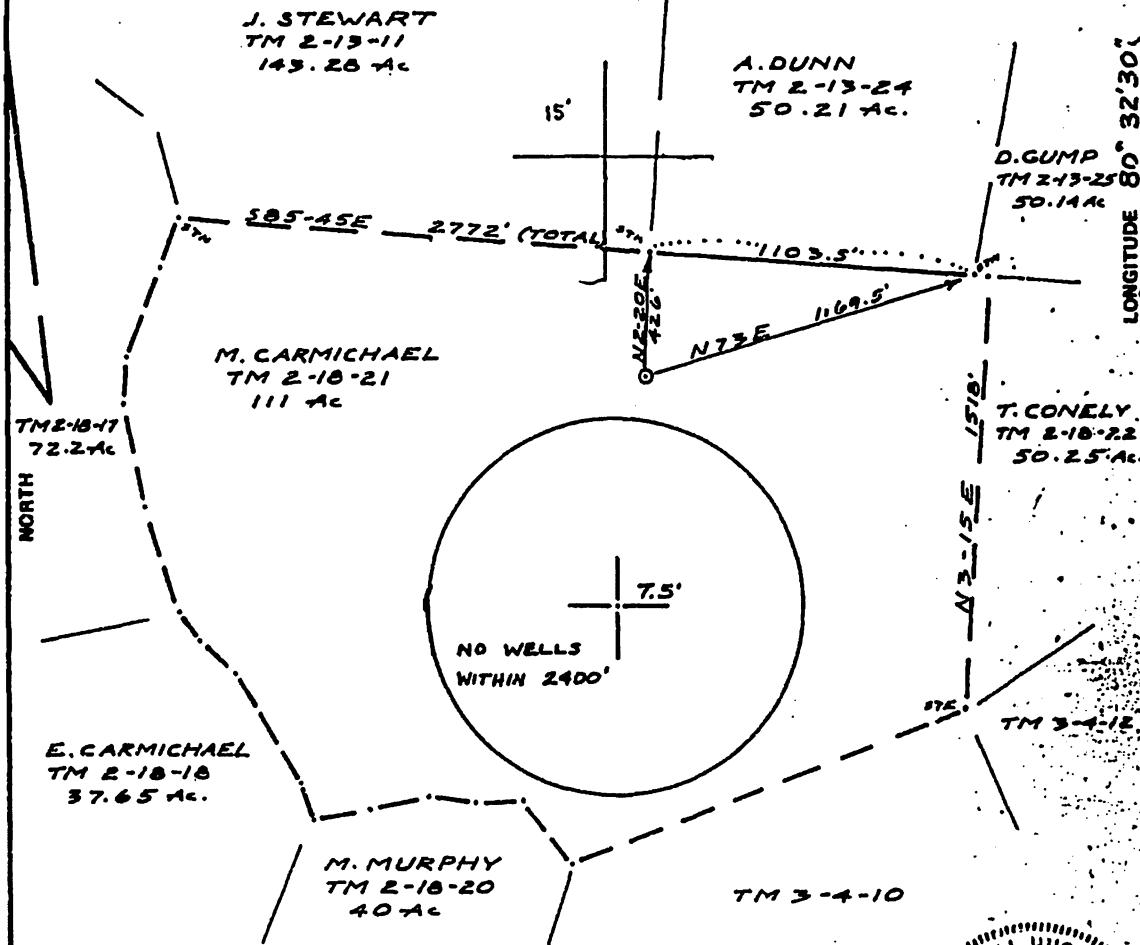 J. STEWART
TM 2-13-11
143.28 Ac
A. DUNN
TM 2-13-24
50.21 Ac.
15'
D. GUMP
TM 2-13-25
50.14 Ac
LONGITUDE 80° 32'30"
STN
S85-45E 2772' (TOTAL
STN
1103.5'
STN
N2-20E
426'
N73E 1169.5'
M. CARMICHAEL
TM 2-18-21
111 Ac
TM 2-18-17
72.2 Ac
NORTH
T. CONELY
TM 2-18-22
50.25 Ac.
N3-15E 1518'
7.5'
NO WELLS
WITHIN 2400'
TM 3-4-12
E. CARMICHAEL
TM 2-18-18
37.65 Ac.
M. MURPHY
TM 2-18-20
40 Ac
TM 3-4-10